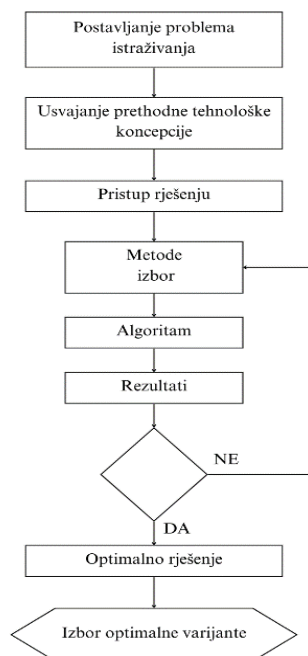 Postavljanje problema
istraživanja
Usvajanje prethodne tehnološke
koncepcije
Pristup rješenju
Metode
izbor
Algoritam
Rezultati
NE
DA
Optimalno rješenje
Izbor optimalne varijante